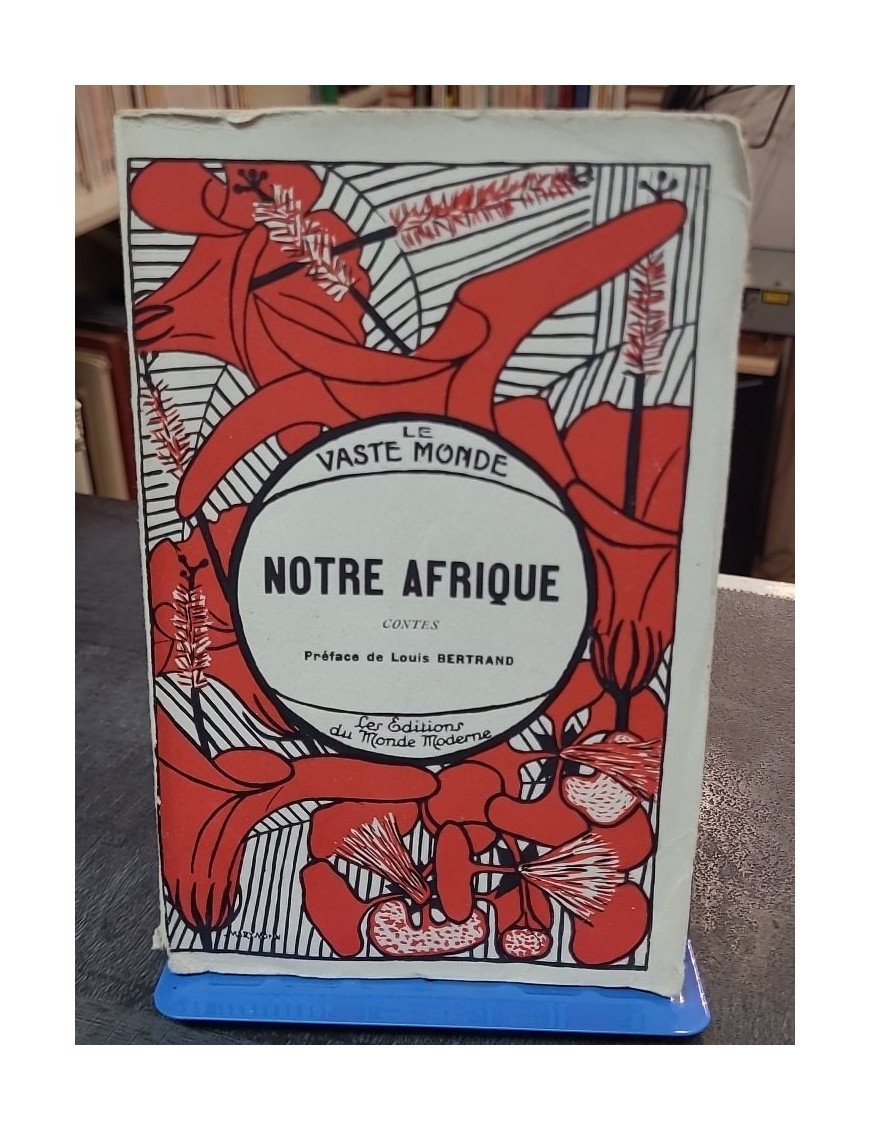 LE
VASTE MONDE
NOTRE AFRIQUE
CONTES
Préface de Louis BERTRAND
Les Editions
du Monde Moderne